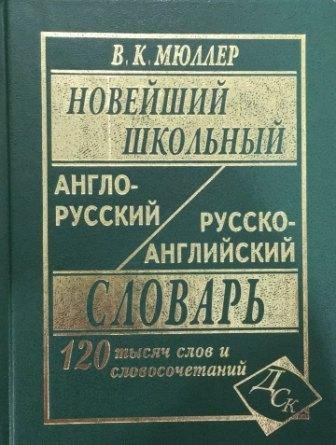 В. К. МЮЛЛЕР
НОВЕЙШИЙ
ШКОЛЬНЫЙ
АНГЛО-
РУССКИЙ
РУССКО-
АНГЛИЙСКИЙ
СЛОВАРЬ
120 тысяч слов и
словосочетаний
ДСК